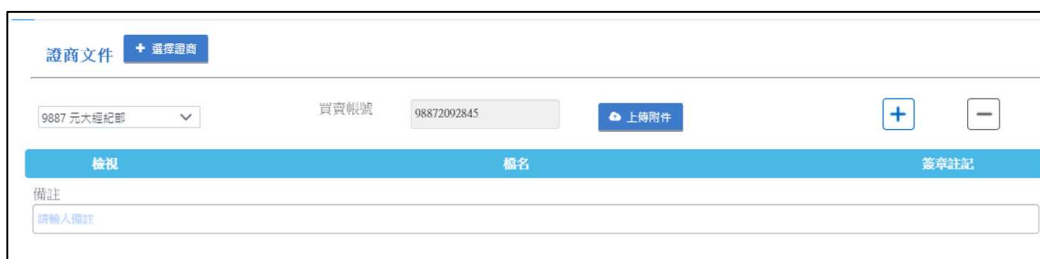 證商文件 + 選擇證商
9887 元大經紀部 買賣帳號 98872092845 上傳附件 + −
檢視 檔名 簽章註記
備註
請輸入備註